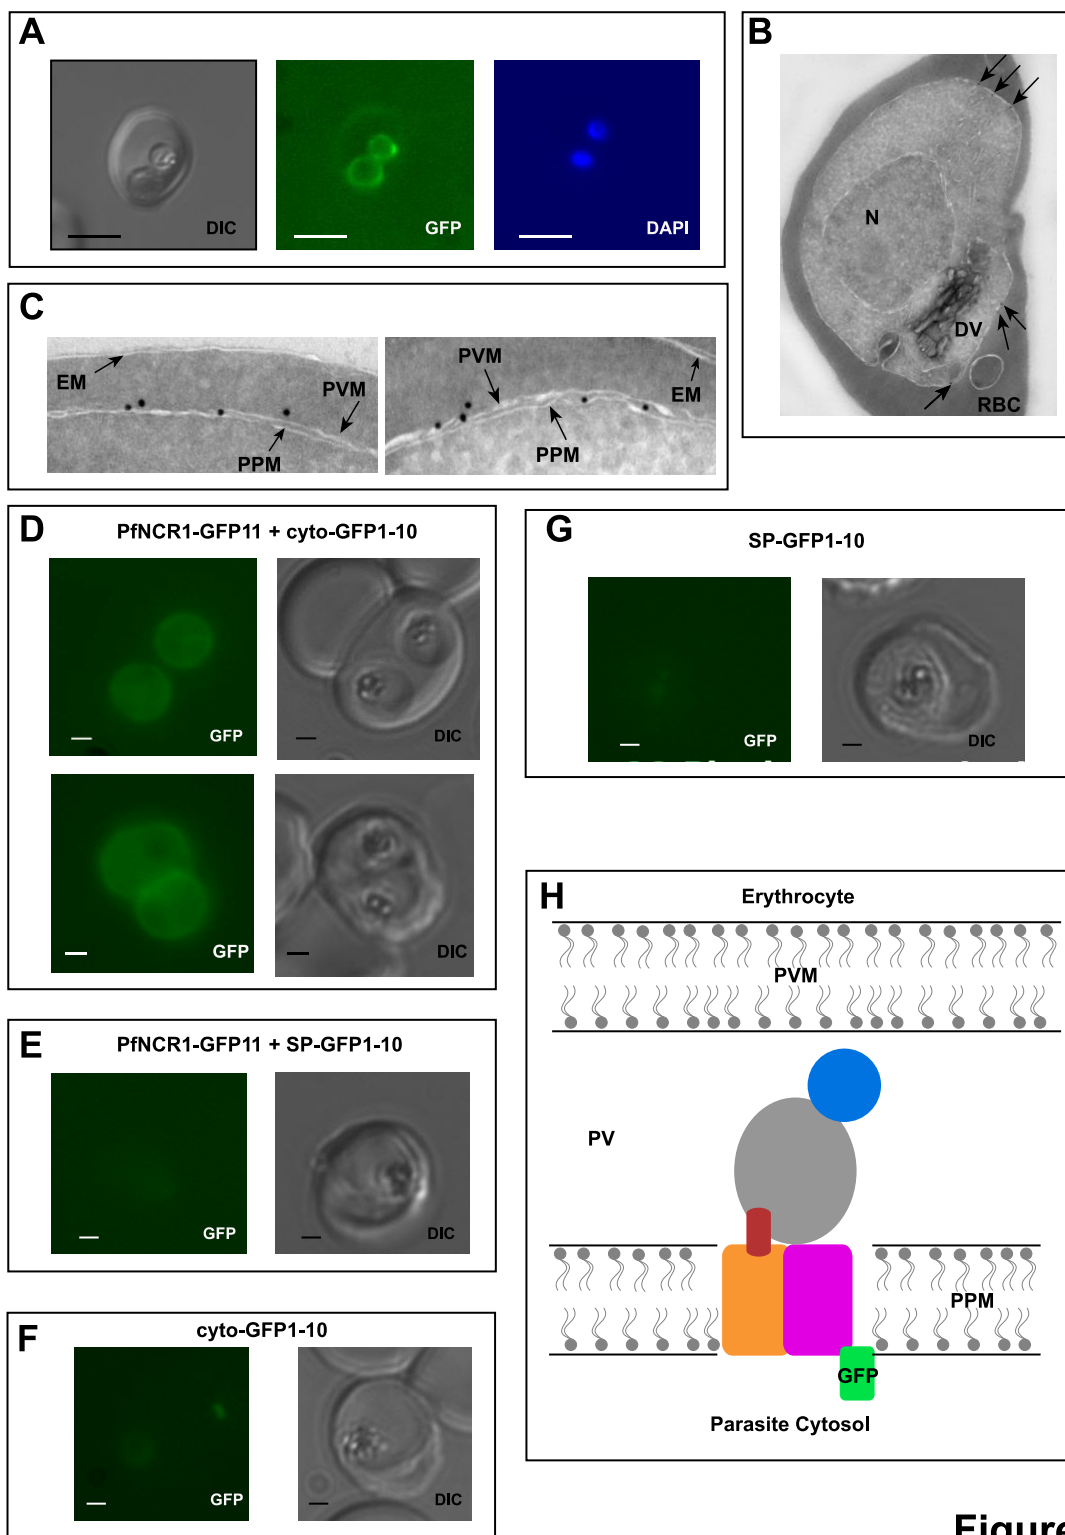 A
DIC
GFP
DAPI
B
N
DV
RBC
C
EM
PVM
PPM
PVM
EM
PPM
D
PfNCR1-GFP11 + cyto-GFP1-10
GFP
DIC
GFP
DIC
E
PfNCR1-GFP11 + SP-GFP1-10
GFP
DIC
F
cyto-GFP1-10
GFP
DIC
G
SP-GFP1-10
GFP
DIC
H
Erythrocyte
PVM
PV
PPM
GFP
Parasite Cytosol
Figure